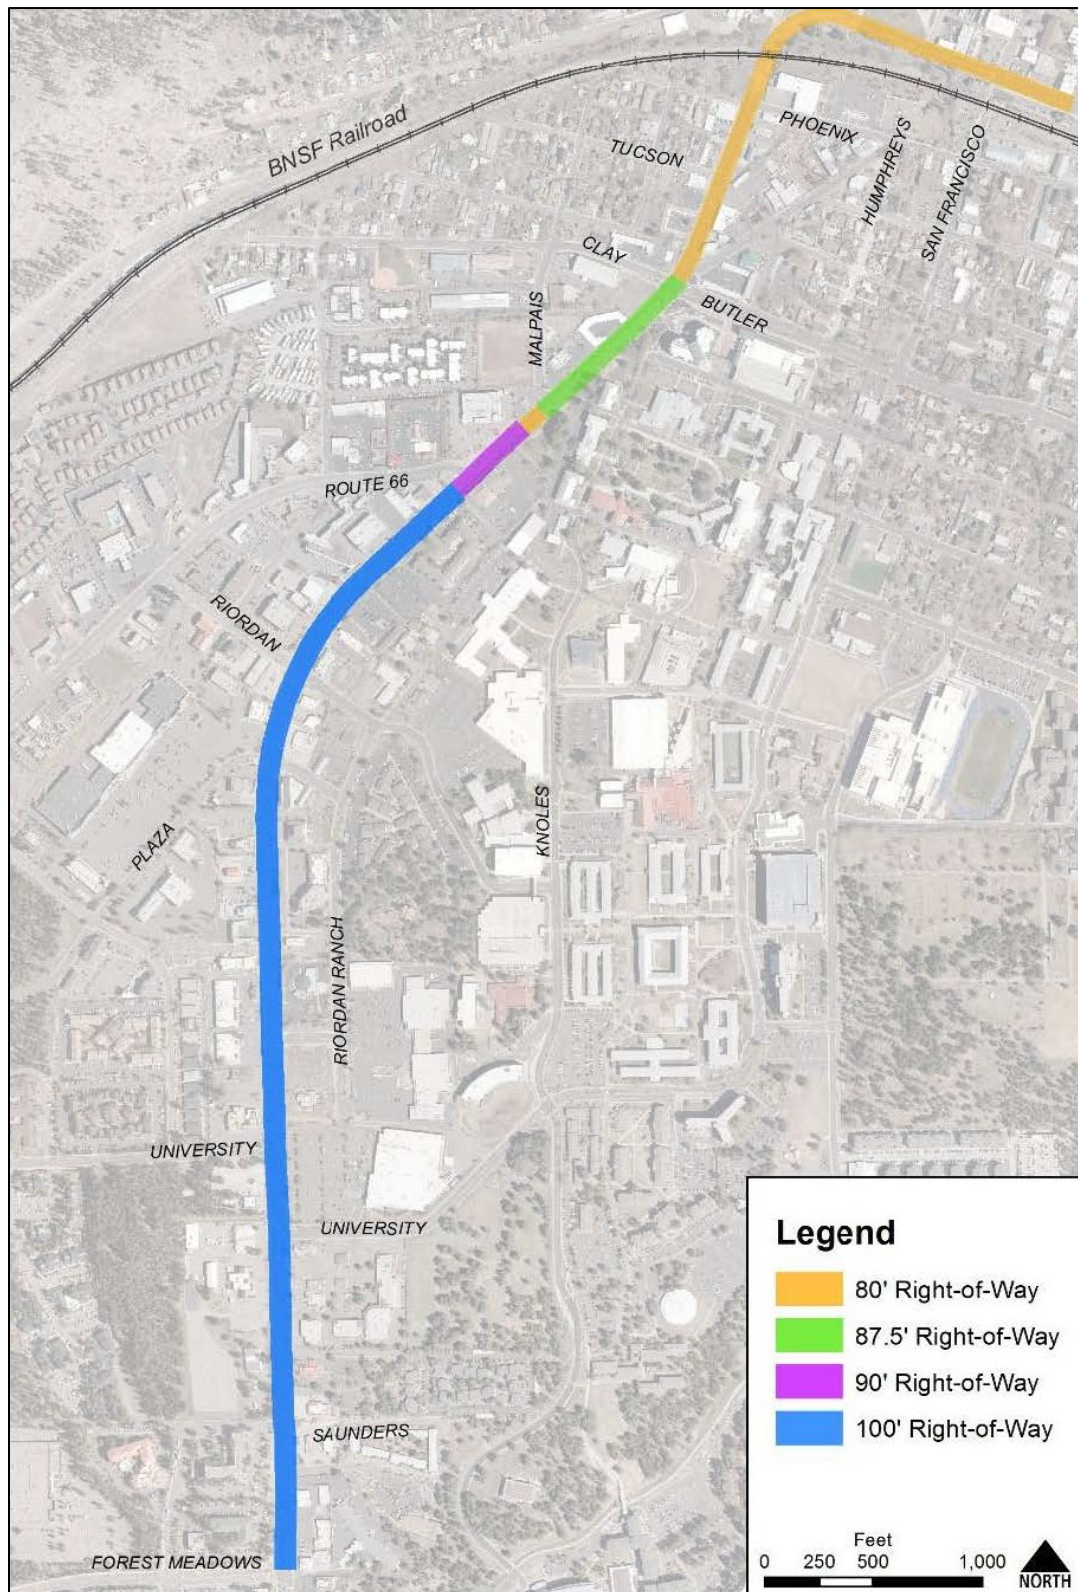 BNSF Railroad
PHOENIX
TUCSON
HUMPHREYS
SAN FRANCISCO
CLAY
MALPAIS
BUTLER
ROUTE 66
RIORDAN
KNOLES
PLAZA
RIORDAN RANCH
UNIVERSITY
UNIVERSITY
SAUNDERS
FOREST MEADOWS
Legend
80' Right-of-Way
87.5' Right-of-Way
90' Right-of-Way
100' Right-of-Way
Feet
0 250 500 1,000
NORTH